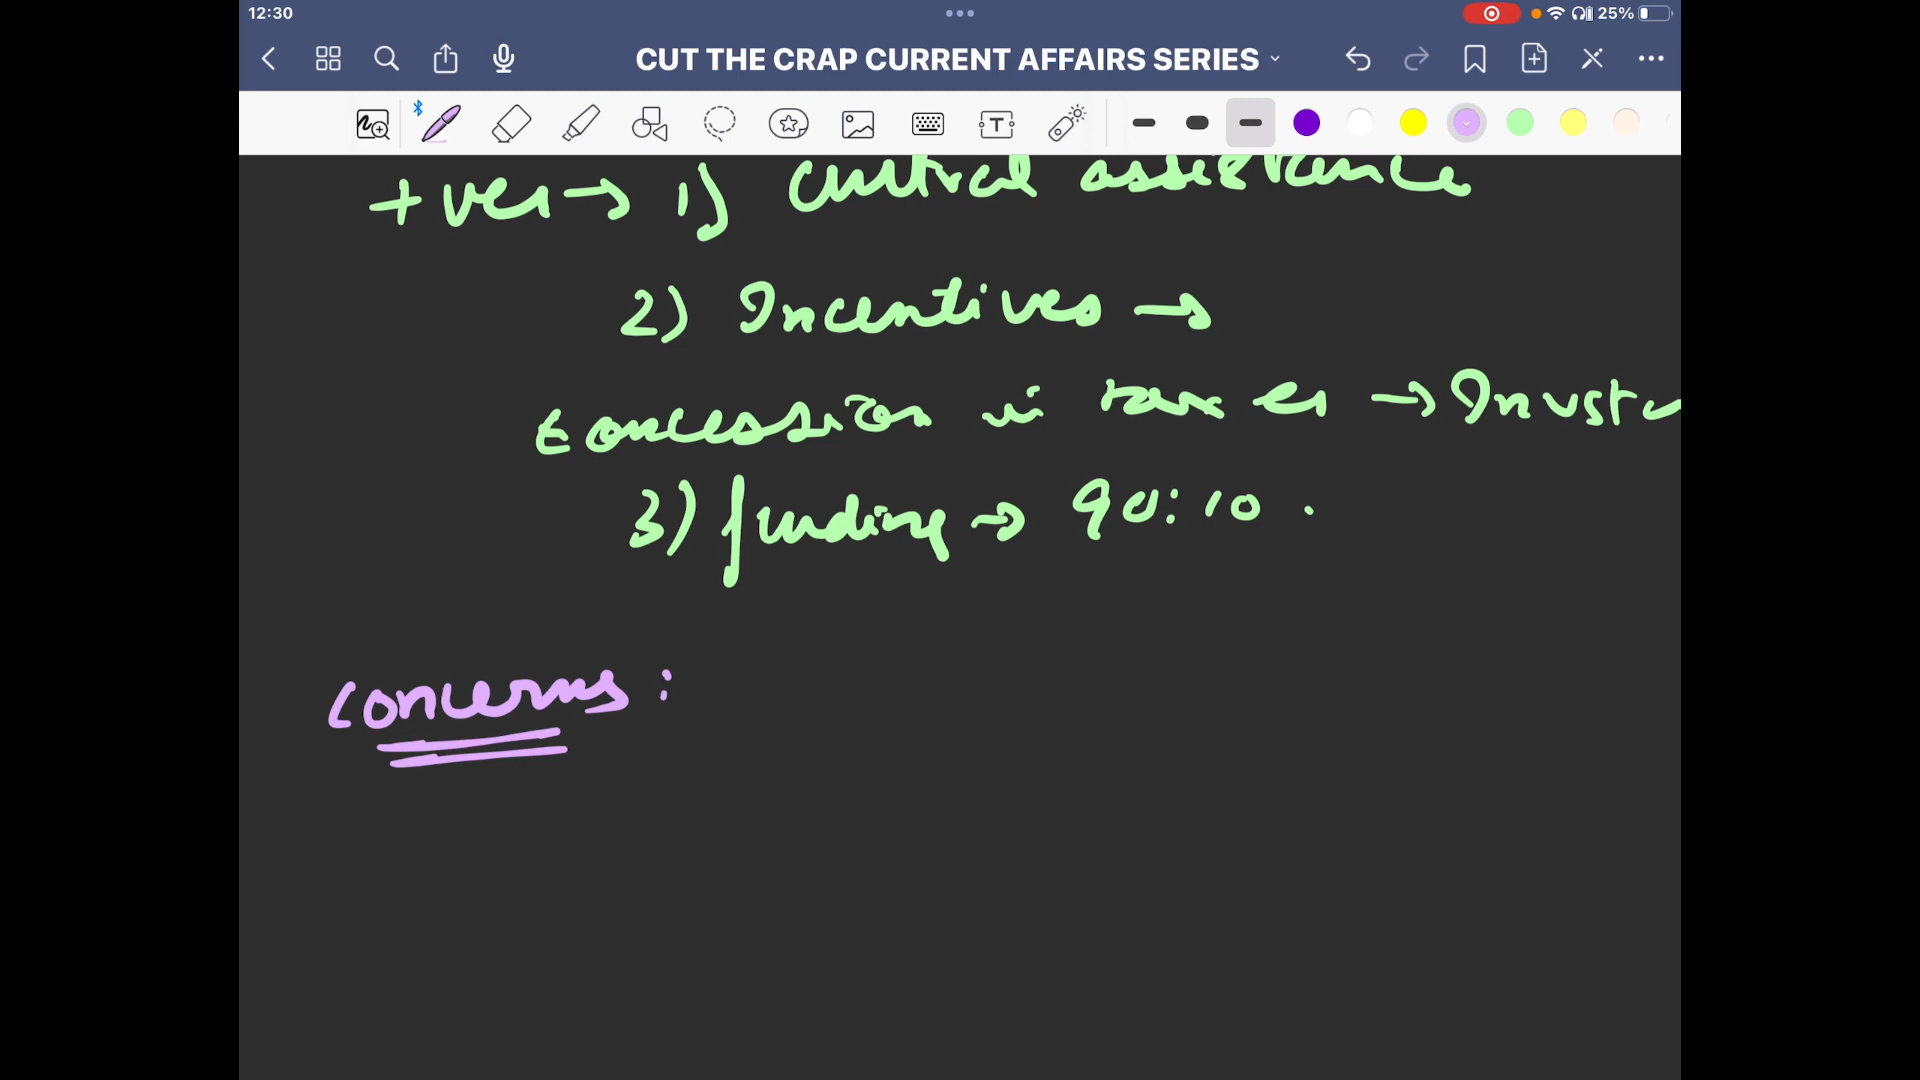 12:30
25%
CUT THE CRAP CURRENT AFFAIRS SERIES
+ ves → 1) Central assistance
2) Incentives →
concession in taxes → Invest
3) funding → 90:10 .
Concerns :